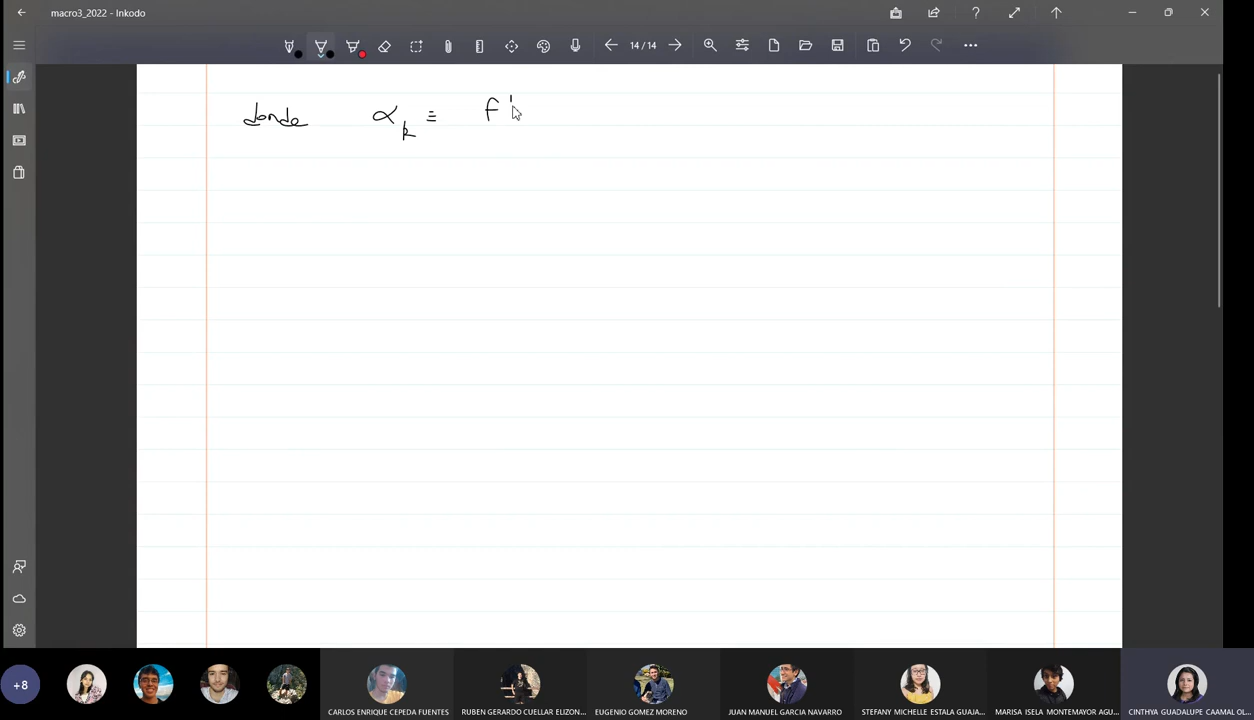 macro3_2022 - Inkodo
14 / 14
donde α_k ≡ f'
+8
CARLOS ENRIQUE CEPEDA FUENTES
RUBEN GERARDO CUELLAR ELIZON...
EUGENIO GOMEZ MORENO
JUAN MANUEL GARCIA NAVARRO
STEFANY MICHELLE ESTALA GUAJA...
MARISA ISELA MONTEMAYOR AGU...
CINTHYA GUADALUPE CAAMAL OL...